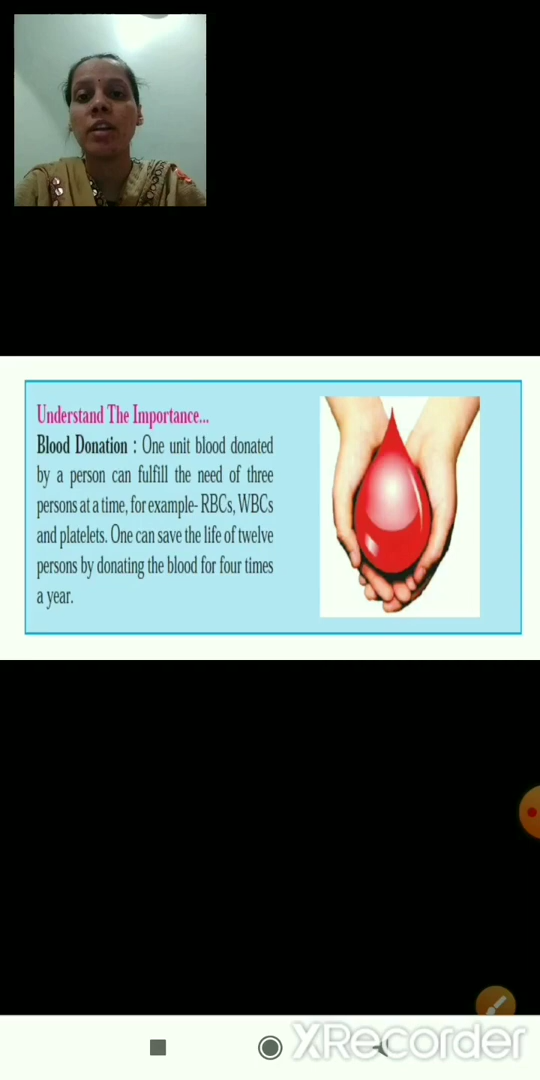 Understand The Importance...
Blood Donation : One unit blood donated
by a person can fulfill the need of three
persons at a time, for example- RBCs, WBCs
and platelets. One can save the life of twelve
persons by donating the blood for four times
a year.
XRecorder